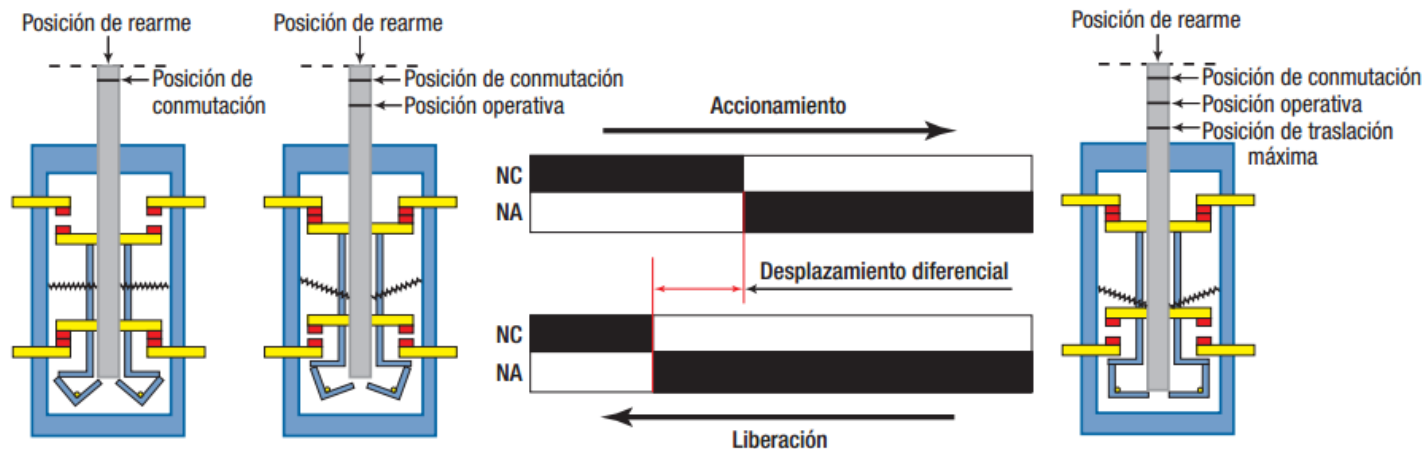 Posición de rearme
Posición de
conmutación
Posición de rearme
Posición de conmutación
Posición operativa
Accionamiento
NC
NA
Desplazamiento diferencial
NC
NA
Liberación
Posición de rearme
Posición de conmutación
Posición operativa
Posición de traslación
máxima